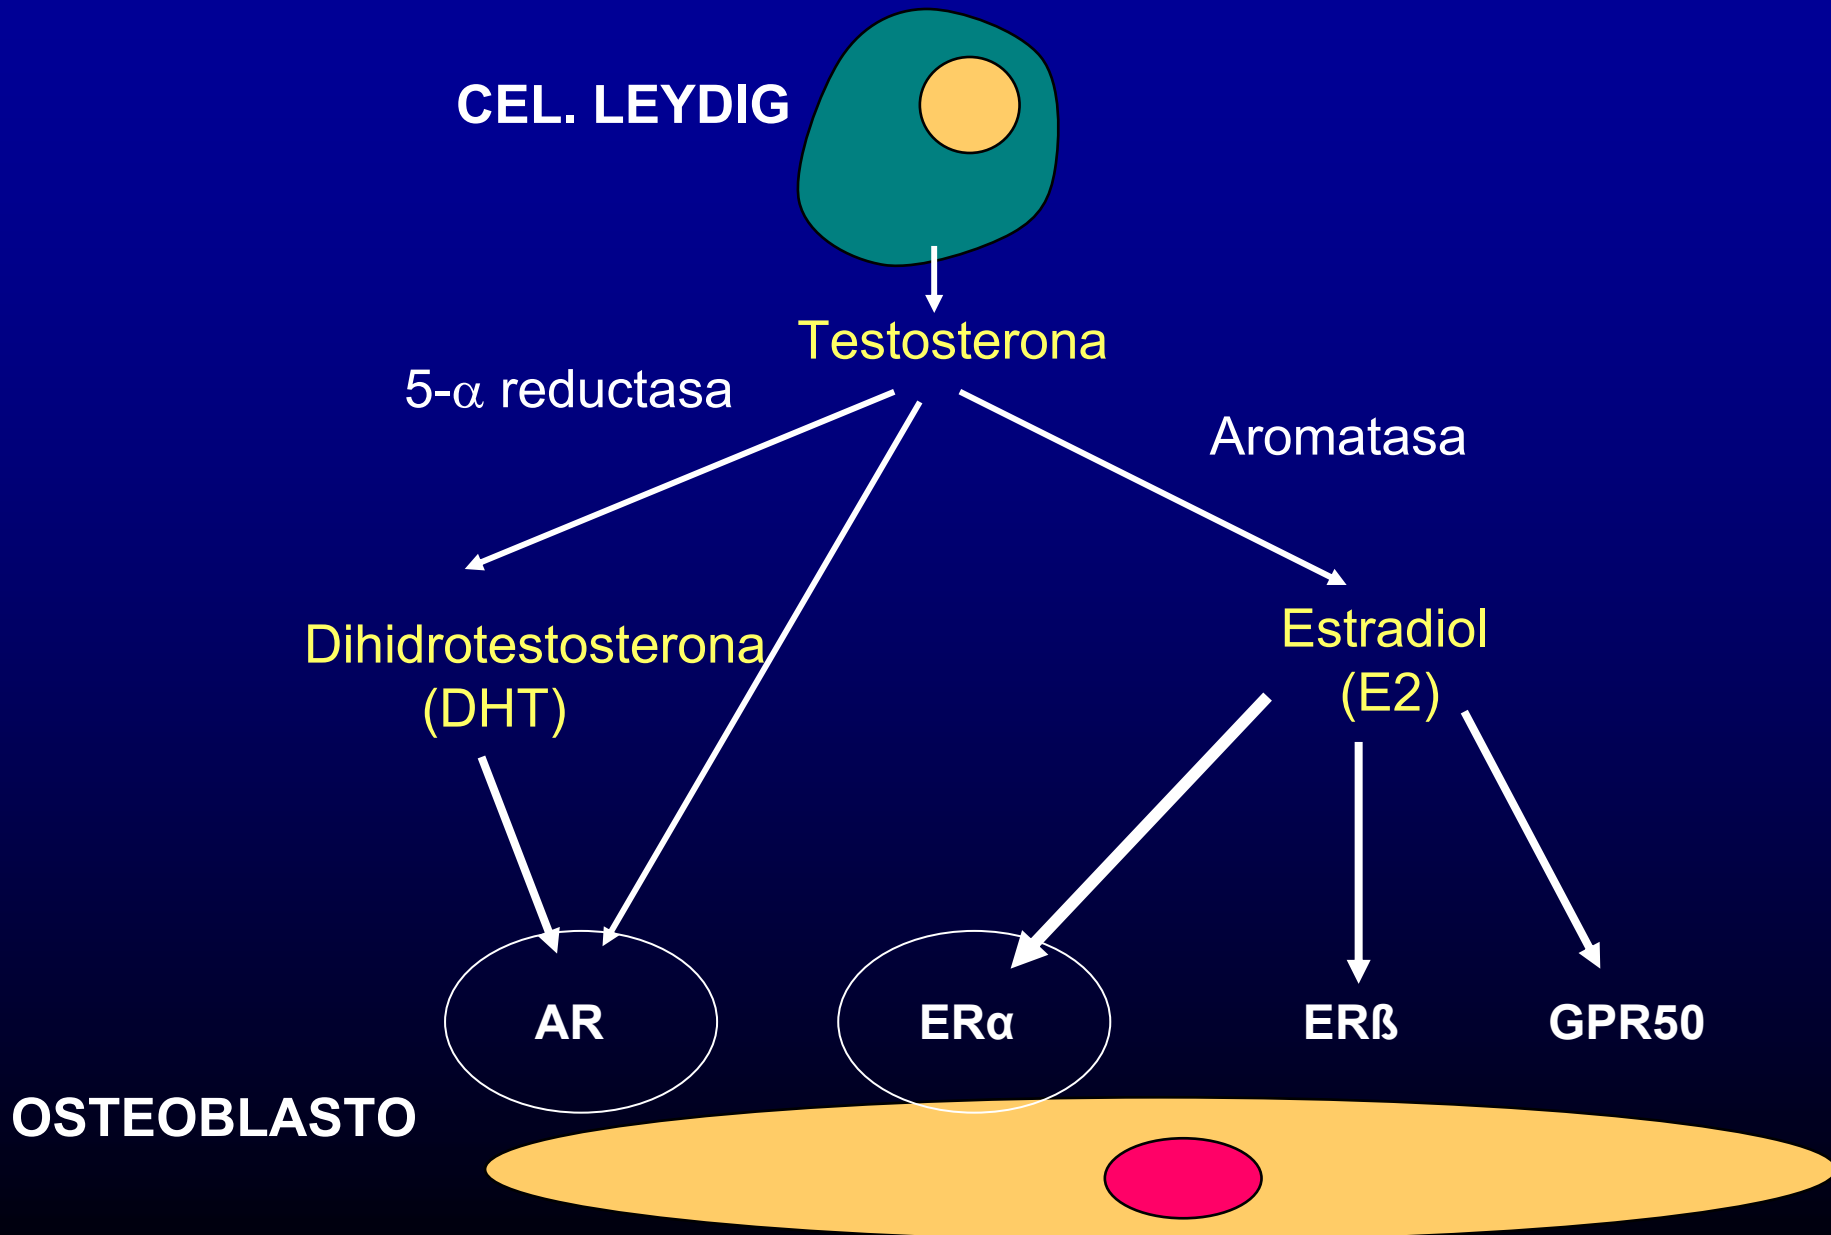 CEL. LEYDIG
Testosterona
5-α reductasa
Aromatasa
Dihidrotestosterona
(DHT)
Estradiol
(E2)
AR
ERα
ERß
GPR50
OSTEOBLASTO